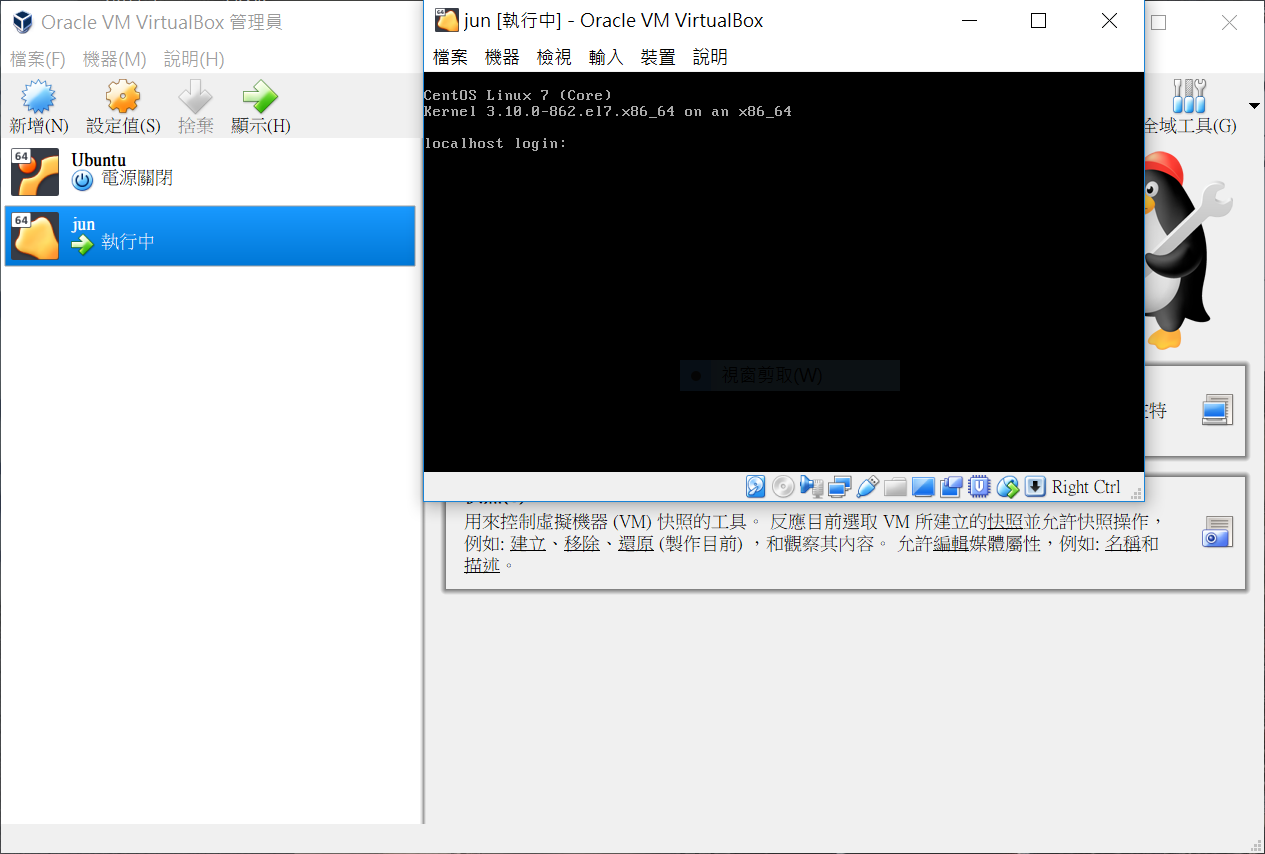 Oracle VM VirtualBox 管理員
檔案(F) 機器(M) 說明(H)
新增(N) 設定值(S) 捨棄 顯示(H)
64
Ubuntu
電源關閉
64
jun
執行中
64
jun [執行中] - Oracle VM VirtualBox
檔案 機器 檢視 輸入 裝置 說明
CentOS Linux 7 (Core)
Kernel 3.10.0-862.el7.x86_64 on an x86_64
localhost login:
視窗剪取(W)
Right Ctrl
全域工具(G)
特
用來控制虛擬機器 (VM) 快照的工具。 反應目前選取 VM 所建立的快照並允許快照操作，
例如: 建立、移除、還原 (製作目前) ，和觀察其內容。 允許編輯媒體屬性，例如: 名稱和
描述。